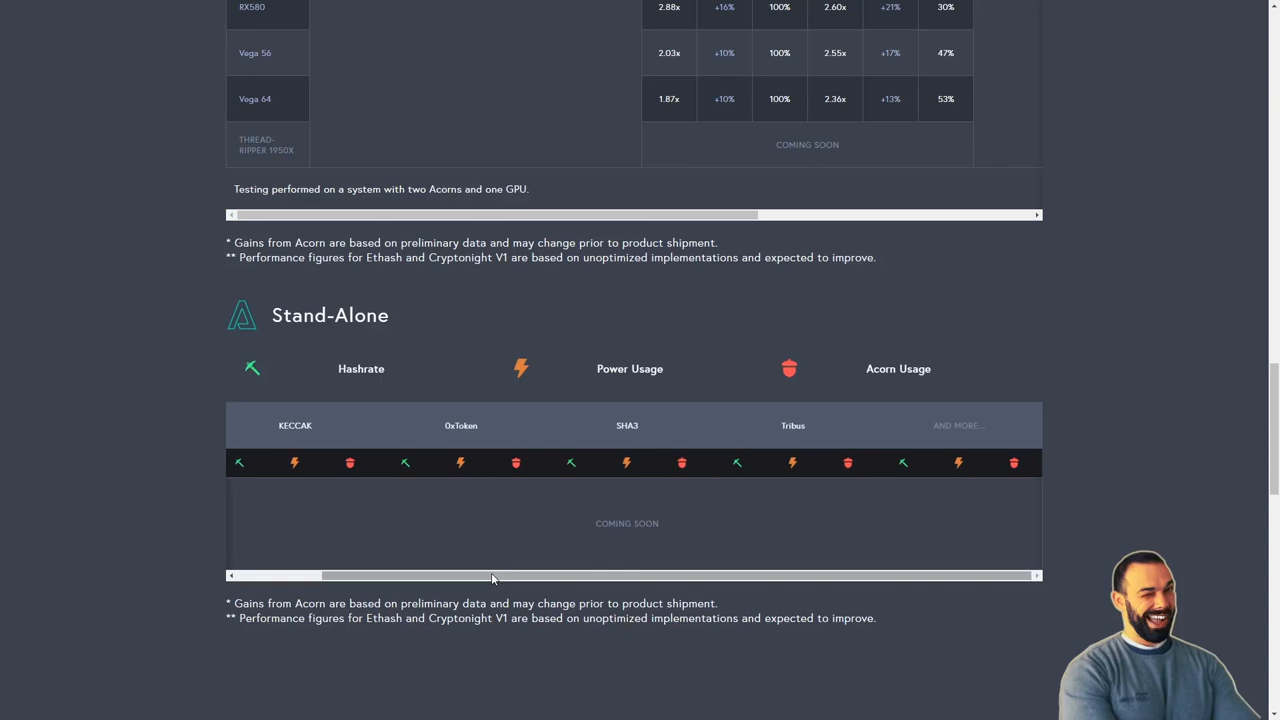 RX580 2.88x +16% 100% 2.60x +21% 30%
Vega 56 2.03x +10% 100% 2.55x +17% 47%
Vega 64 1.87x +10% 100% 2.36x +13% 53%
THREAD-
RIPPER 1950X
COMING SOON
Testing performed on a system with two Acorns and one GPU.
* Gains from Acorn are based on preliminary data and may change prior to product shipment.
** Performance figures for Ethash and Cryptonight V1 are based on unoptimized implementations and expected to improve.
Stand-Alone
Hashrate Power Usage Acorn Usage
KECCAK 0xToken SHA3 Tribus AND MORE...
COMING SOON
* Gains from Acorn are based on preliminary data and may change prior to product shipment.
** Performance figures for Ethash and Cryptonight V1 are based on unoptimized implementations and expected to improve.